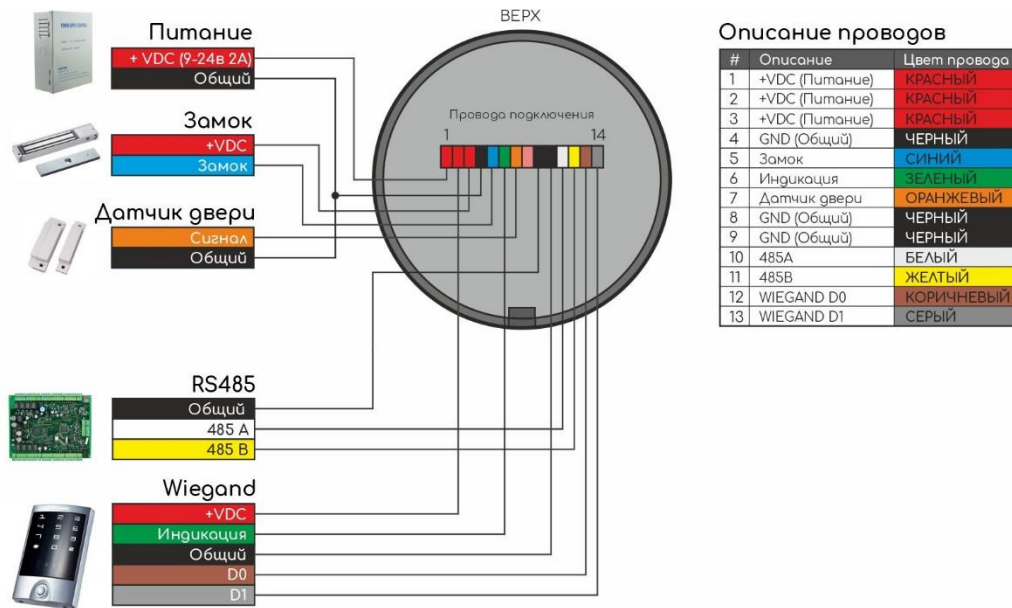 ВЕРХ
Питание
+ VDC (9-24в 2А)
Общий
Замок
+VDC
Замок
Датчик двери
Сигнал
Общий
Провода подключения
1 14
RS485
Общий
485 А
485 В
Wiegand
+VDC
Индикация
Общий
D0
D1
Описание проводов
# Описание Цвет провода
1 +VDC (Питание) КРАСНЫЙ
2 +VDC (Питание) КРАСНЫЙ
3 +VDC (Питание) КРАСНЫЙ
4 GND (Общий) ЧЕРНЫЙ
5 Замок СИНИЙ
6 Индикация ЗЕЛЕНЫЙ
7 Датчик двери ОРАНЖЕВЫЙ
8 GND (Общий) ЧЕРНЫЙ
9 GND (Общий) ЧЕРНЫЙ
10 485A БЕЛЫЙ
11 485B ЖЕЛТЫЙ
12 WIEGAND D0 КОРИЧНЕВЫЙ
13 WIEGAND D1 СЕРЫЙ